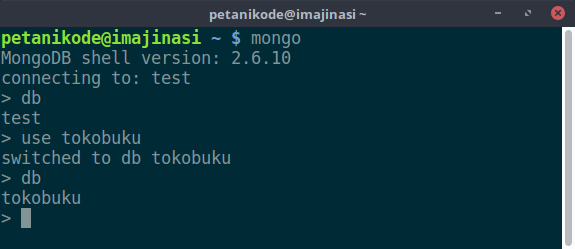 petanikode@imajinasi ~
petanikode@imajinasi ~ $ mongo
MongoDB shell version: 2.6.10
connecting to: test
> db
test
> use tokobuku
switched to db tokobuku
> db
tokobuku
>